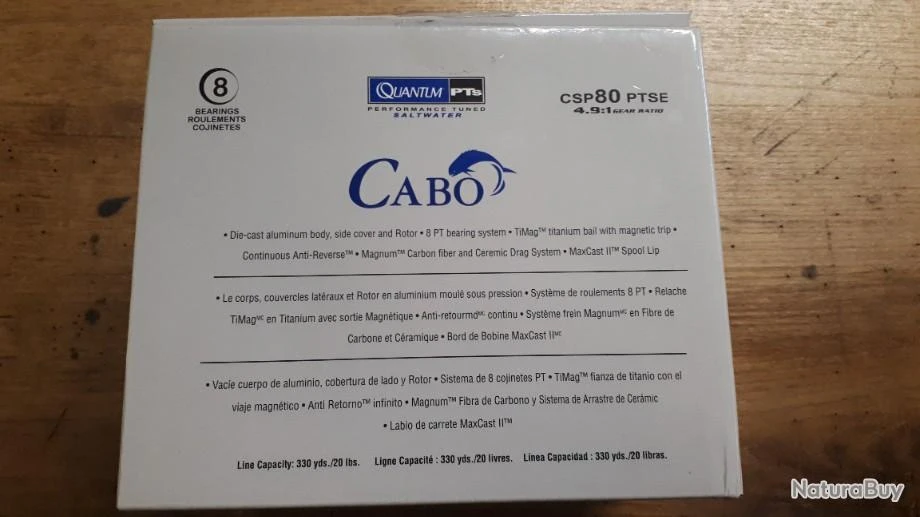 8
BEARINGS
ROULEMENTS
COJINETES
QUANTUM PTs
PERFORMANCE TUNED
SALTWATER
CSP80 PTSE
4.9:1 GEAR RATIO
CABO
• Die-cast aluminum body, side cover and Rotor • 8 PT bearing system • TiMag™ titanium bail with magnetic trip •
Continuous Anti-Reverse™ • Magnum™ Carbon fiber and Ceremic Drag System • MaxCast II™ Spool Lip
• Le corps, couvercles latéraux et Rotor en aluminium moulé sous pression • Système de roulements 8 PT • Relache
TiMagᴹᶜ en Titanium avec sortie Magnétique • Anti-retourmdᴹᶜ continu • Système frein Magnumᴹᶜ en Fibre de
Carbone et Céramique • Bord de Bobine MaxCast IIᴹᶜ
• Vacíe cuerpo de aluminio, cobertura de lado y Rotor • Sistema de 8 cojinetes PT • TiMag™ fianza de titanio con el
viaje magnético • Anti Retorno™ infinito • Magnum™ Fibra de Carbono y Sistema de Arrastre de Cerámic
• Labio de carrete MaxCast II™
Line Capacity: 330 yds./20 lbs. Ligne Capacité : 330 yds./20 livres. Linea Capacidad : 330 yds./20 libras.
NaturaBuy